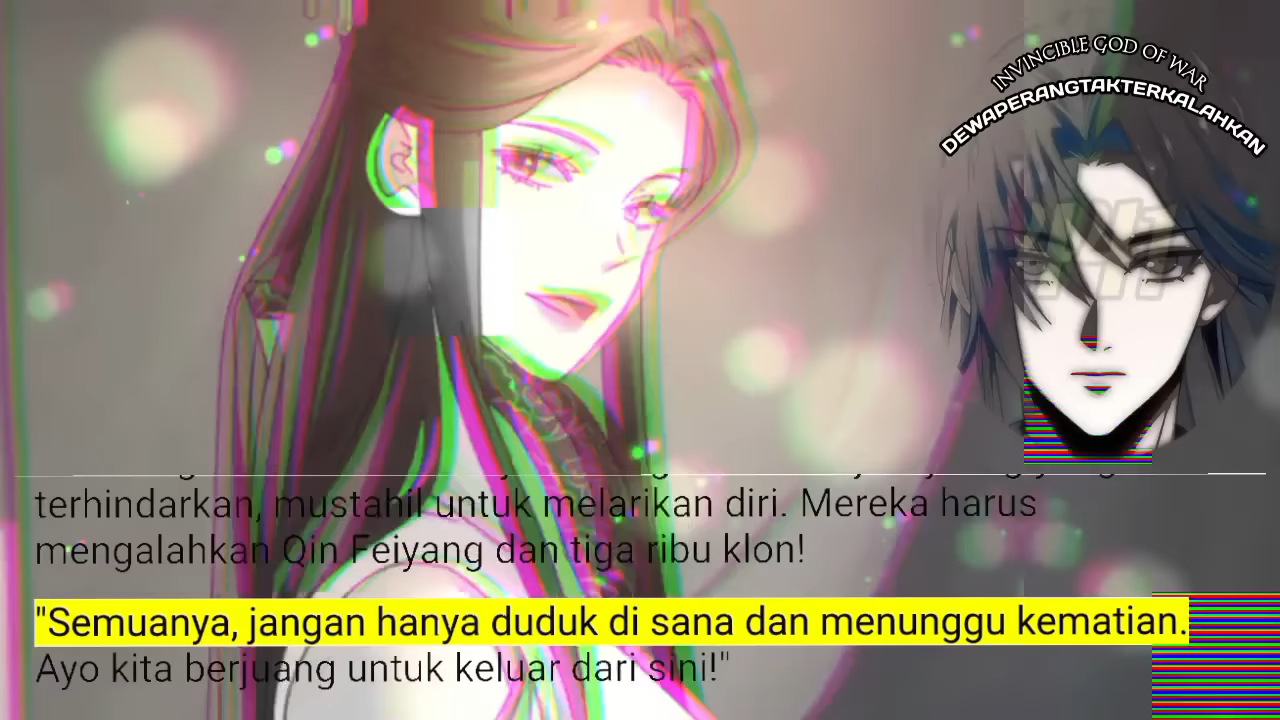 INVINCIBLE GOD OF WAR
DEWAPERANGTAKTERKALAHKAN
terhindarkan, mustahil untuk melarikan diri. Mereka harus
mengalahkan Qin Feiyang dan tiga ribu klon!
"Semuanya, jangan hanya duduk di sana dan menunggu kematian.
Ayo kita berjuang untuk keluar dari sini!"